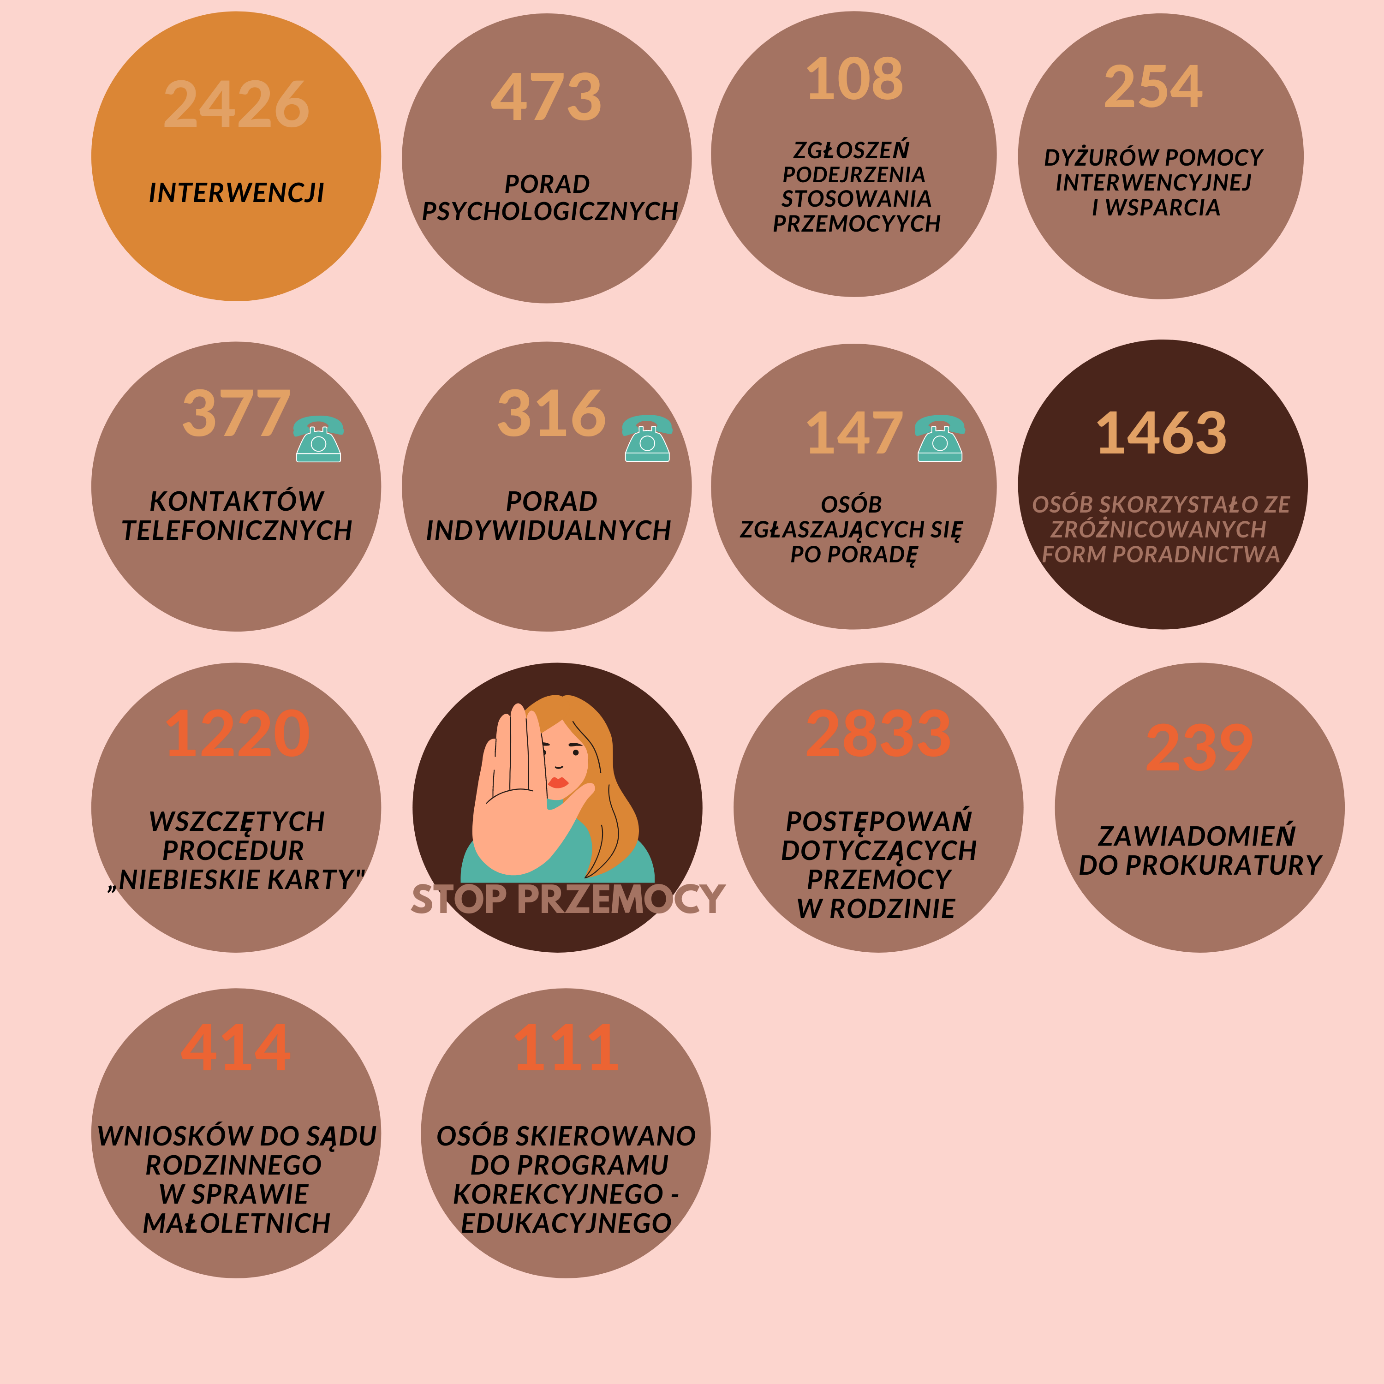 2426
INTERWENCJI
473
PORAD
PSYCHOLOGICZNYCH
108
ZGŁOSZEŃ
PODEJRZENIA
STOSOWANIA
PRZEMOCYYCH
254
DYŻURÓW POMOCY
INTERWENCYJNEJ
I WSPARCIA
377
KONTAKTÓW
TELEFONICZNYCH
316
PORAD
INDYWIDUALNYCH
147
OSÓB
ZGŁASZAJĄCYCH SIĘ
PO PORADĘ
1463
OSÓB SKORZYSTAŁO ZE
ZRÓŻNICOWANYCH
FORM PORADNICTWA
1220
WSZCZĘTYCH
PROCEDUR
„NIEBIESKIE KARTY"
STOP PRZEMOCY
2833
POSTĘPOWAŃ
DOTYCZĄCYCH
PRZEMOCY
W RODZINIE
239
ZAWIADOMIEŃ
DO PROKURATURY
414
WNIOSKÓW DO SĄDU
RODZINNEGO
W SPRAWIE
MAŁOLETNICH
111
OSÓB SKIEROWANO
DO PROGRAMU
KOREKCYJNEGO -
EDUKACYJNEGO